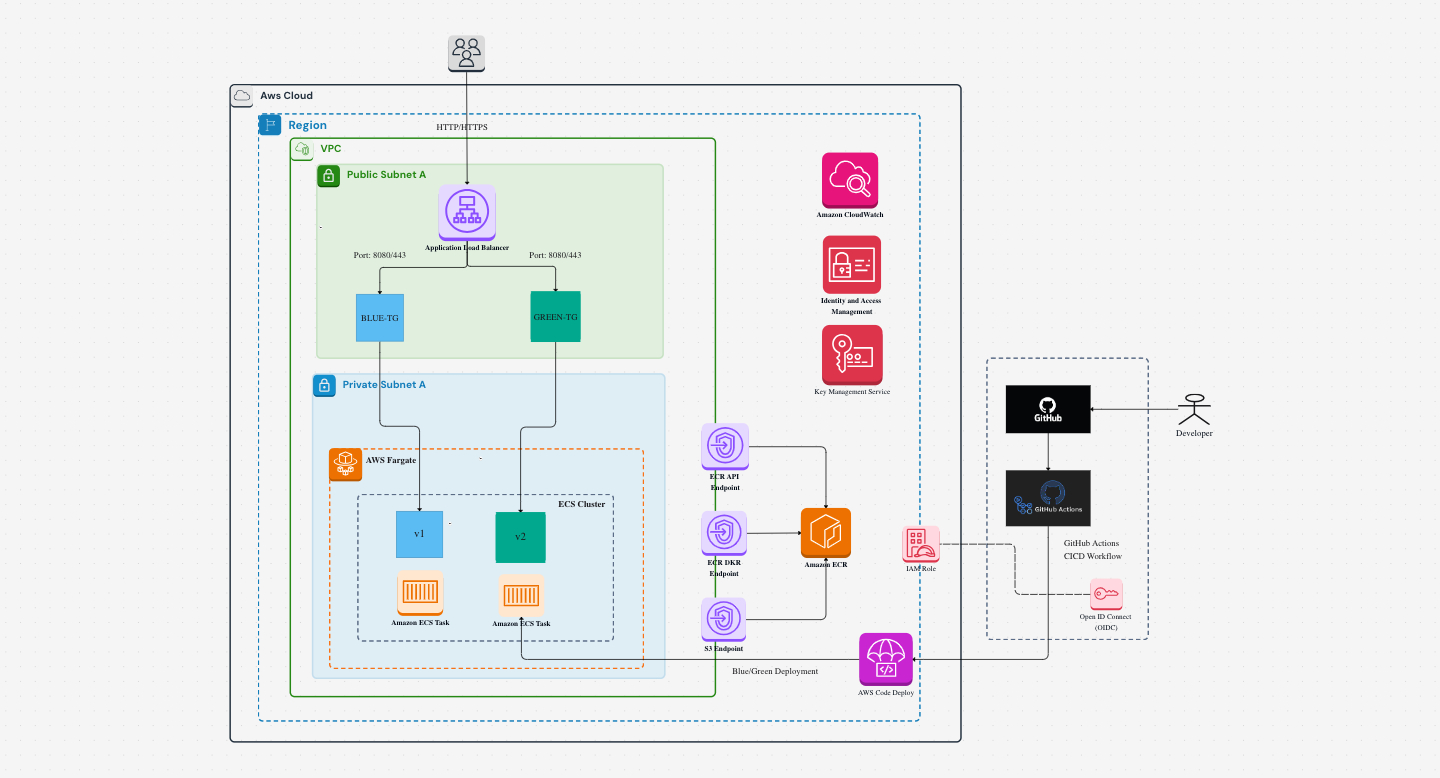 Aws Cloud
Region
HTTP/HTTPS
VPC
Public Subnet A
Application Load Balancer
Port: 8080/443
Port: 8080/443
BLUE-TG
GREEN-TG
Private Subnet A
AWS Fargate
ECS Cluster
v1
v2
Amazon ECS Task
Amazon ECS Task
Amazon CloudWatch
Identity and Access
Management
Key Management Service
ECR API
Endpoint
ECR DKR
Endpoint
S3 Endpoint
Amazon ECR
IAM Role
Blue/Green Deployment
AWS Code Deploy
GitHub
Developer
GitHub Actions
GitHub Actions
CICD Workflow
Open ID Connect
(OIDC)